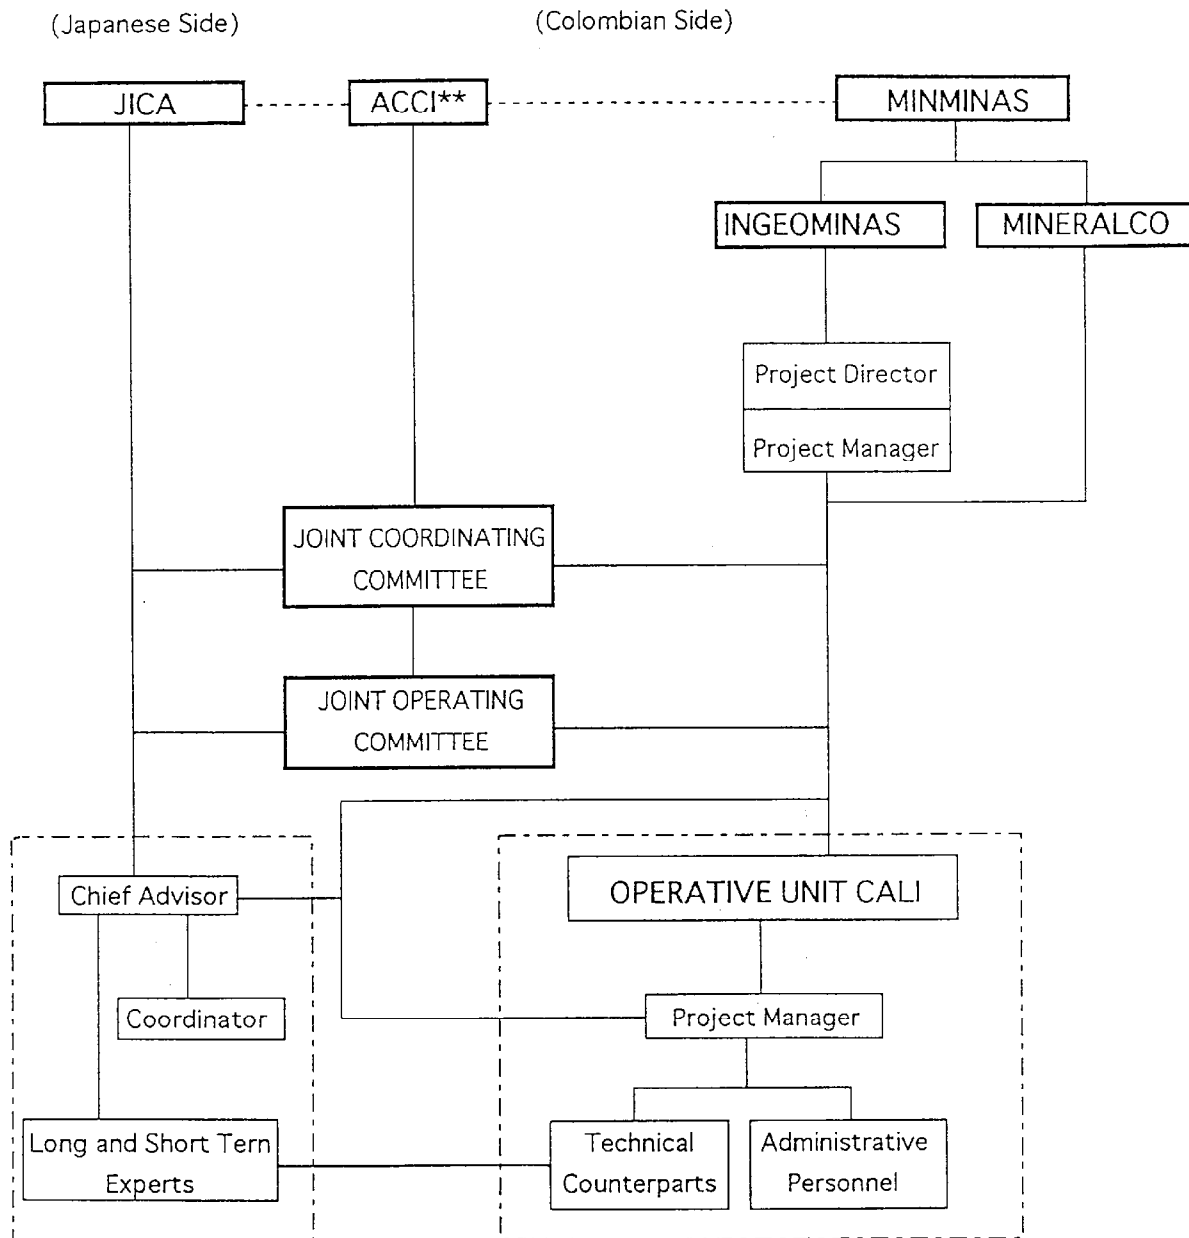 (Japanese Side)
(Colombian Side)
JICA
ACCI**
MINMINAS
INGEOMINAS
MINERALCO
Project Director
Project Manager
JOINT COORDINATING
COMMITTEE
JOINT OPERATING
COMMITTEE
Chief Advisor
OPERATIVE UNIT CALI
Coordinator
Project Manager
Long and Short Tern
Experts
Technical
Counterparts
Administrative
Personnel